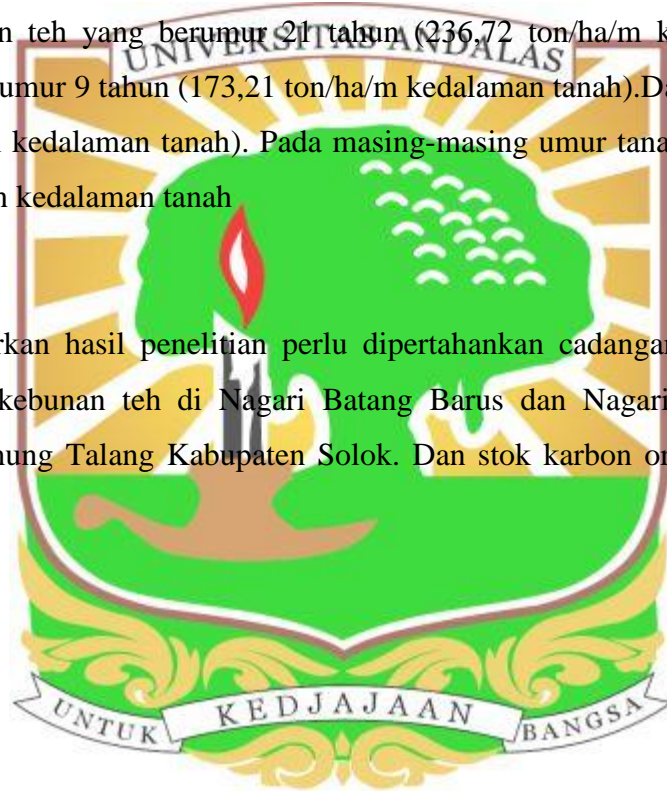 n teh yang berumur 21 tahun (236,72 ton/ha/m k
UNIVERSITAS ANDALAS
umur 9 tahun (173,21 ton/ha/m kedalaman tanah).Da
kedalaman tanah). Pada masing-masing umur tana
kedalaman tanah
rkan hasil penelitian perlu dipertahankan cadangan
kebunan teh di Nagari Batang Barus dan Nagari
nung Talang Kabupaten Solok. Dan stok karbon or
UNTUK KEDJAJAAN BANGSA